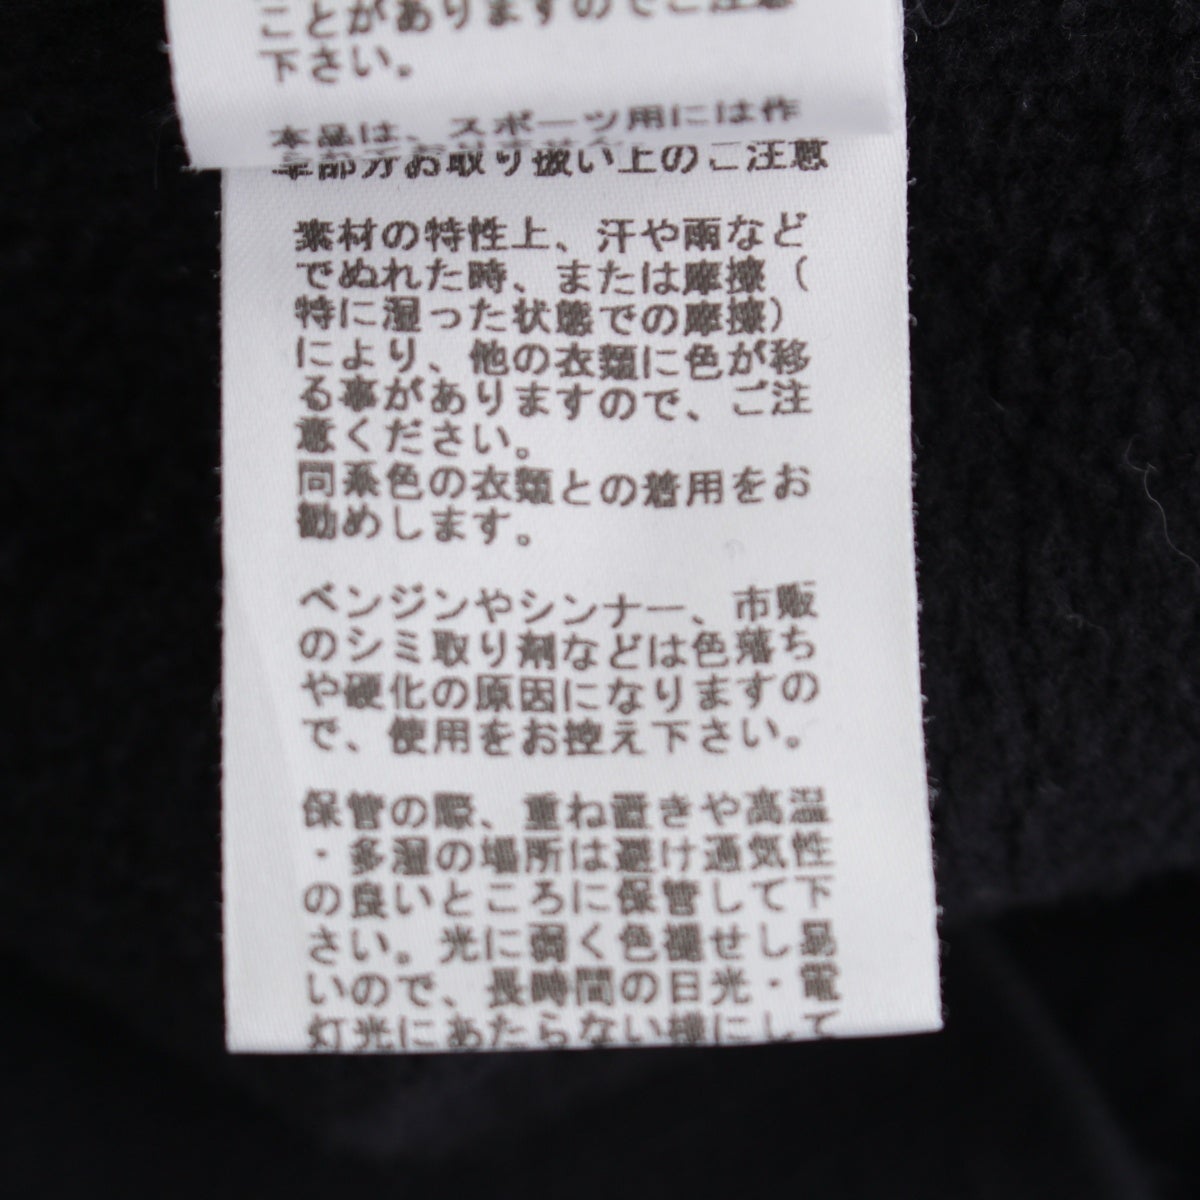 ことがありますのでご注意
下さい。
本品は、スポーツ用には作
革部分お取り扱い上のご注意
素材の特性上、汗や雨など
でぬれた時、または摩擦（
特に湿った状態での摩擦）
により、他の衣類に色が移
る事がありますので、ご注
意ください。
同系色の衣類との着用をお
勧めします。
ベンジンやシンナー、市販
のシミ取り剤などは色落ち
や硬化の原因になりますの
で、使用をお控え下さい。
保管の際、重ね置きや高温
・多湿の場所は避け通気性
の良いところに保管して下
さい。光に弱く色褪せし易
いので、長時間の日光・電
灯光にあたらない様にして